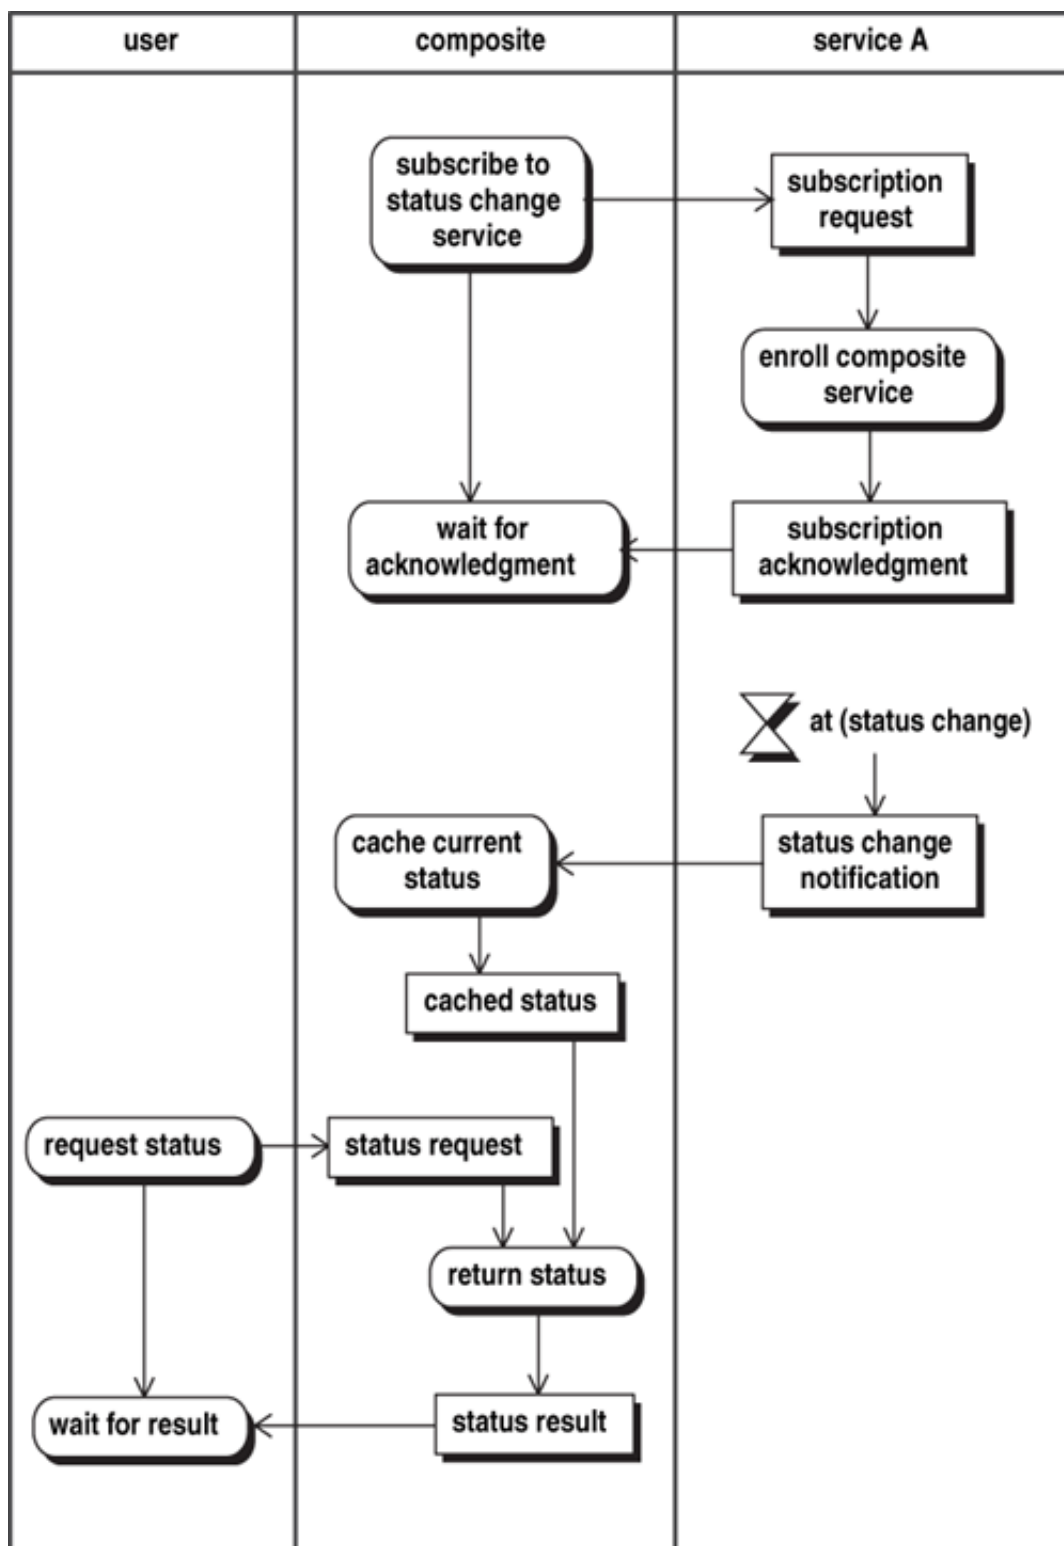 user
composite
service A
subscribe to
status change
service
subscription
request
enroll composite
service
wait for
acknowledgment
subscription
acknowledgment
at (status change)
cache current
status
status change
notification
cached status
request status
status request
return status
wait for result
status result